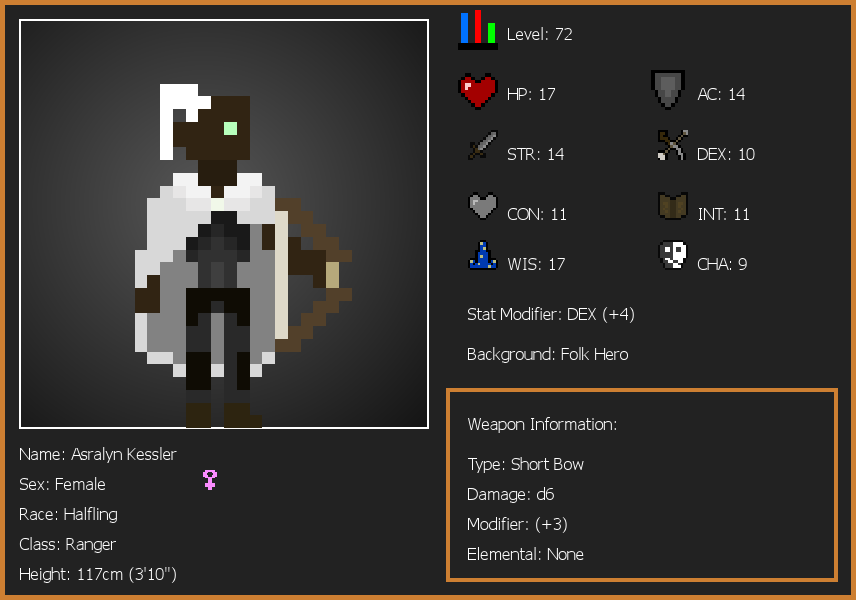 Level: 72
HP: 17
AC: 14
STR: 14
DEX: 10
CON: 11
INT: 11
WIS: 17
CHA: 9
Stat Modifier: DEX (+4)
Background: Folk Hero
Weapon Information:
Type: Short Bow
Damage: d6
Modifier: (+3)
Elemental: None
Name: Asralyn Kessler
Sex: Female
Race: Halfling
Class: Ranger
Height: 117cm (3'10")